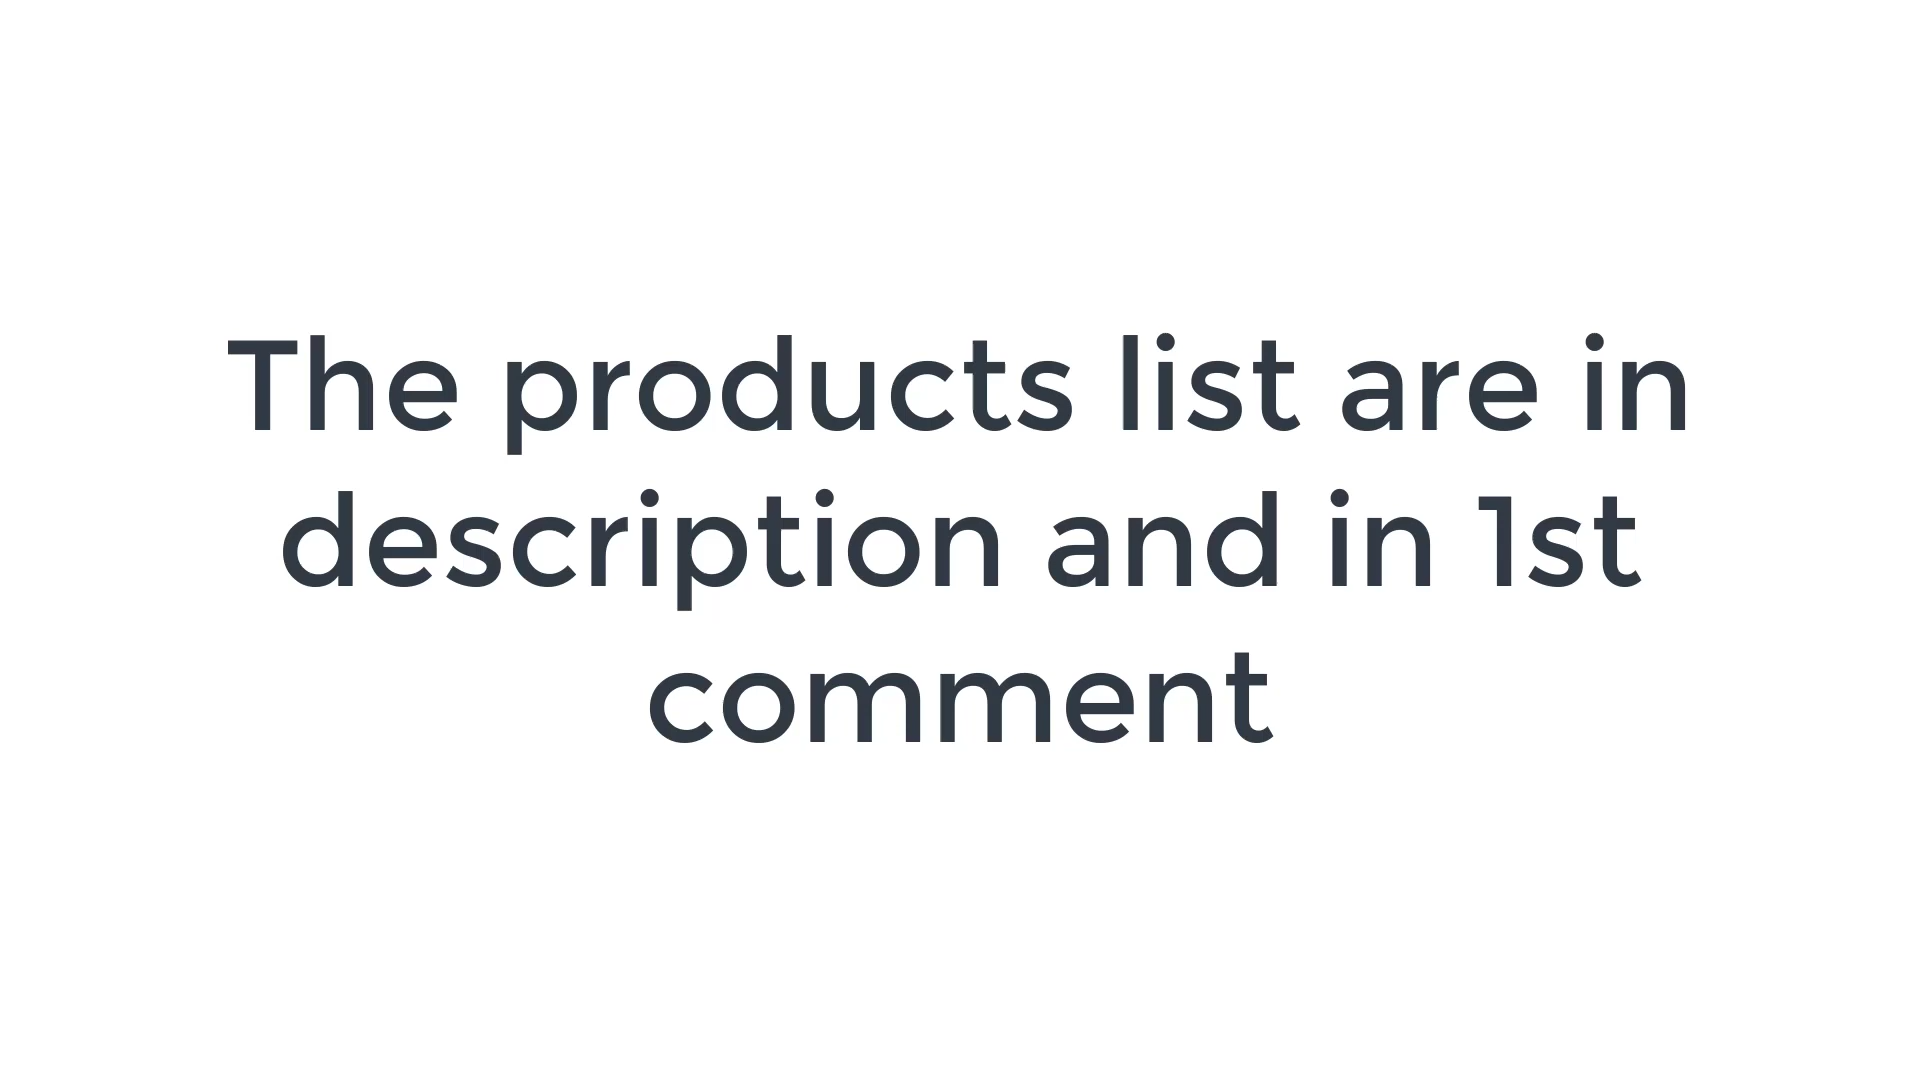 The products list are in
description and in 1st
comment